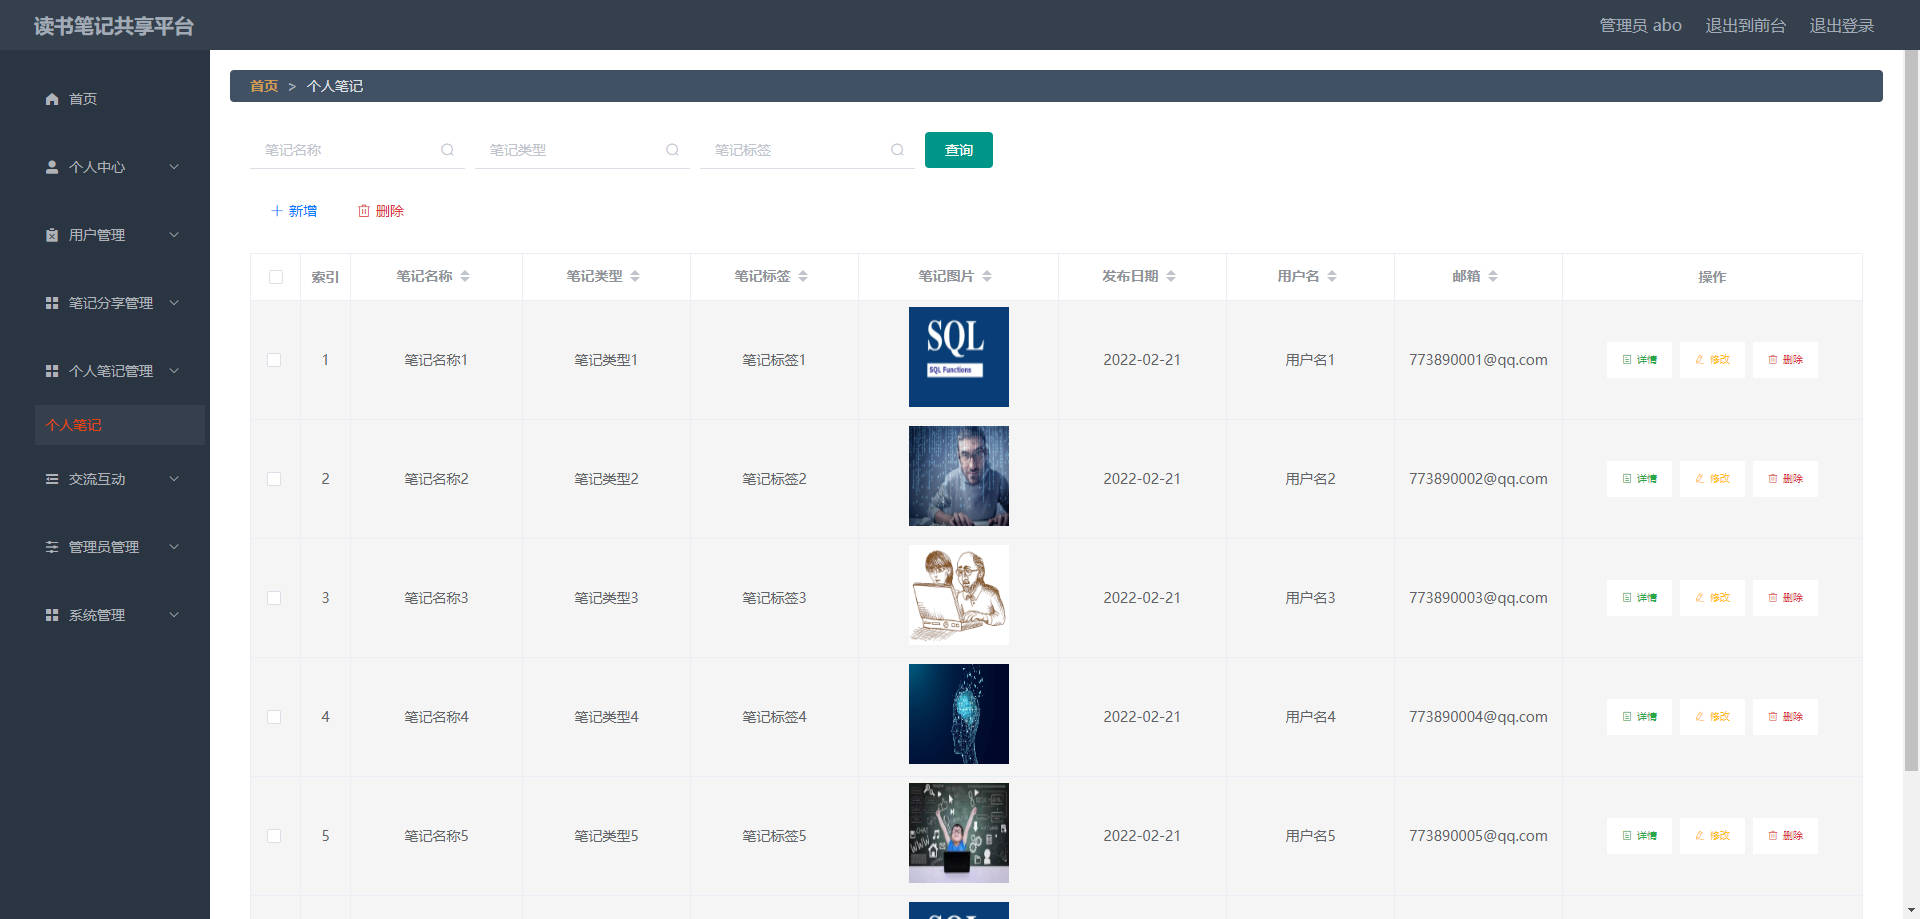 读书笔记共享平台
管理员 abo 退出到前台 退出登录
首页
个人中心
用户管理
笔记分享管理
个人笔记管理
个人笔记
交流互动
管理员管理
系统管理
首页 > 个人笔记
笔记名称 笔记类型 笔记标签 查询
新增 删除
索引 笔记名称 笔记类型 笔记标签 笔记图片 发布日期 用户名 邮箱 操作
SQL
SQL Functions
1 笔记名称1 笔记类型1 笔记标签1 2022-02-21 用户名1 773890001@qq.com 详情 修改 删除
2 笔记名称2 笔记类型2 笔记标签2 2022-02-21 用户名2 773890002@qq.com 详情 修改 删除
3 笔记名称3 笔记类型3 笔记标签3 2022-02-21 用户名3 773890003@qq.com 详情 修改 删除
4 笔记名称4 笔记类型4 笔记标签4 2022-02-21 用户名4 773890004@qq.com 详情 修改 删除
5 笔记名称5 笔记类型5 笔记标签5 2022-02-21 用户名5 773890005@qq.com 详情 修改 删除
SQL